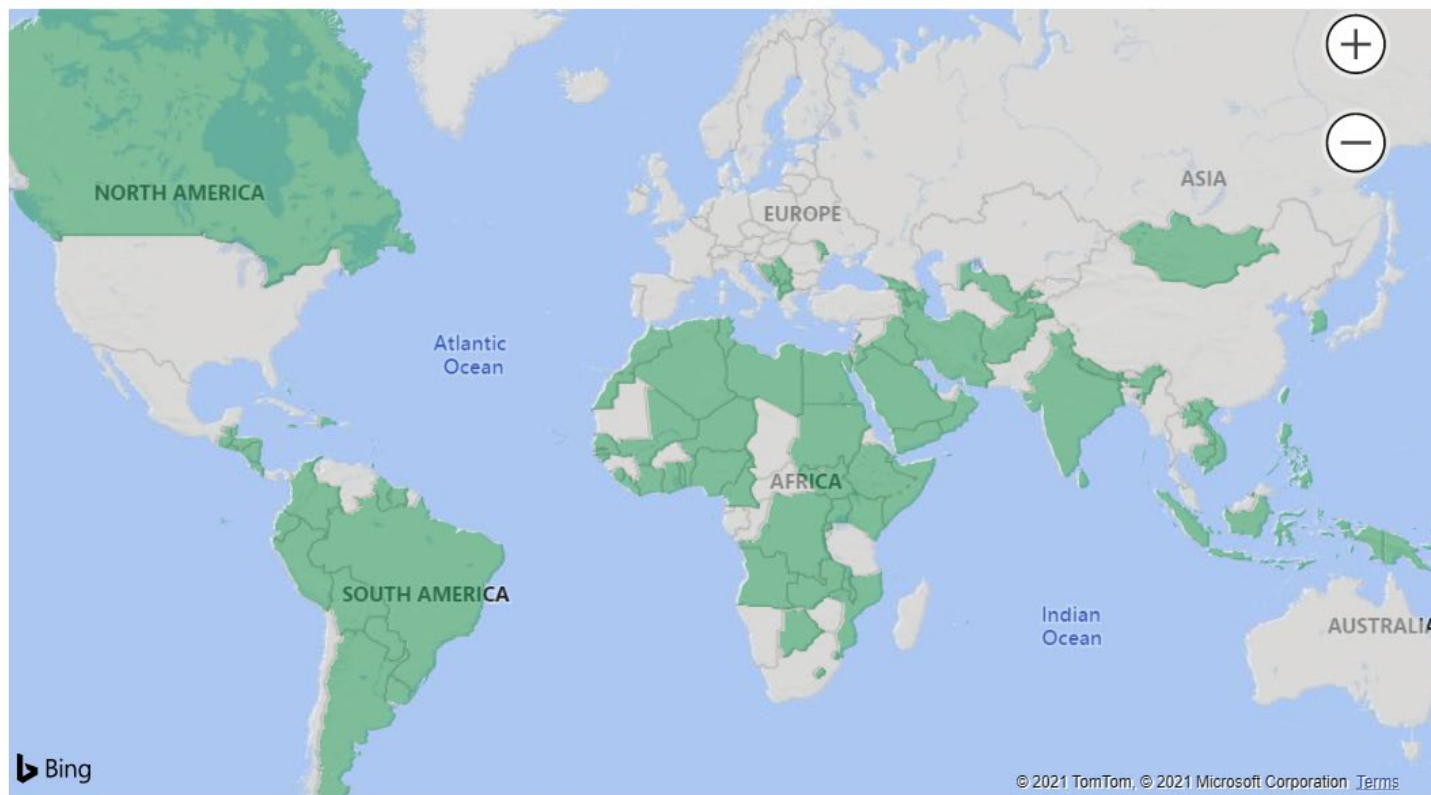 NORTH AMERICA
ASIA
EUROPE
Atlantic
Ocean
AFRICA
SOUTH AMERICA
Indian
Ocean
AUSTRALIA
Bing
© 2021 TomTom, © 2021 Microsoft Corporation Terms